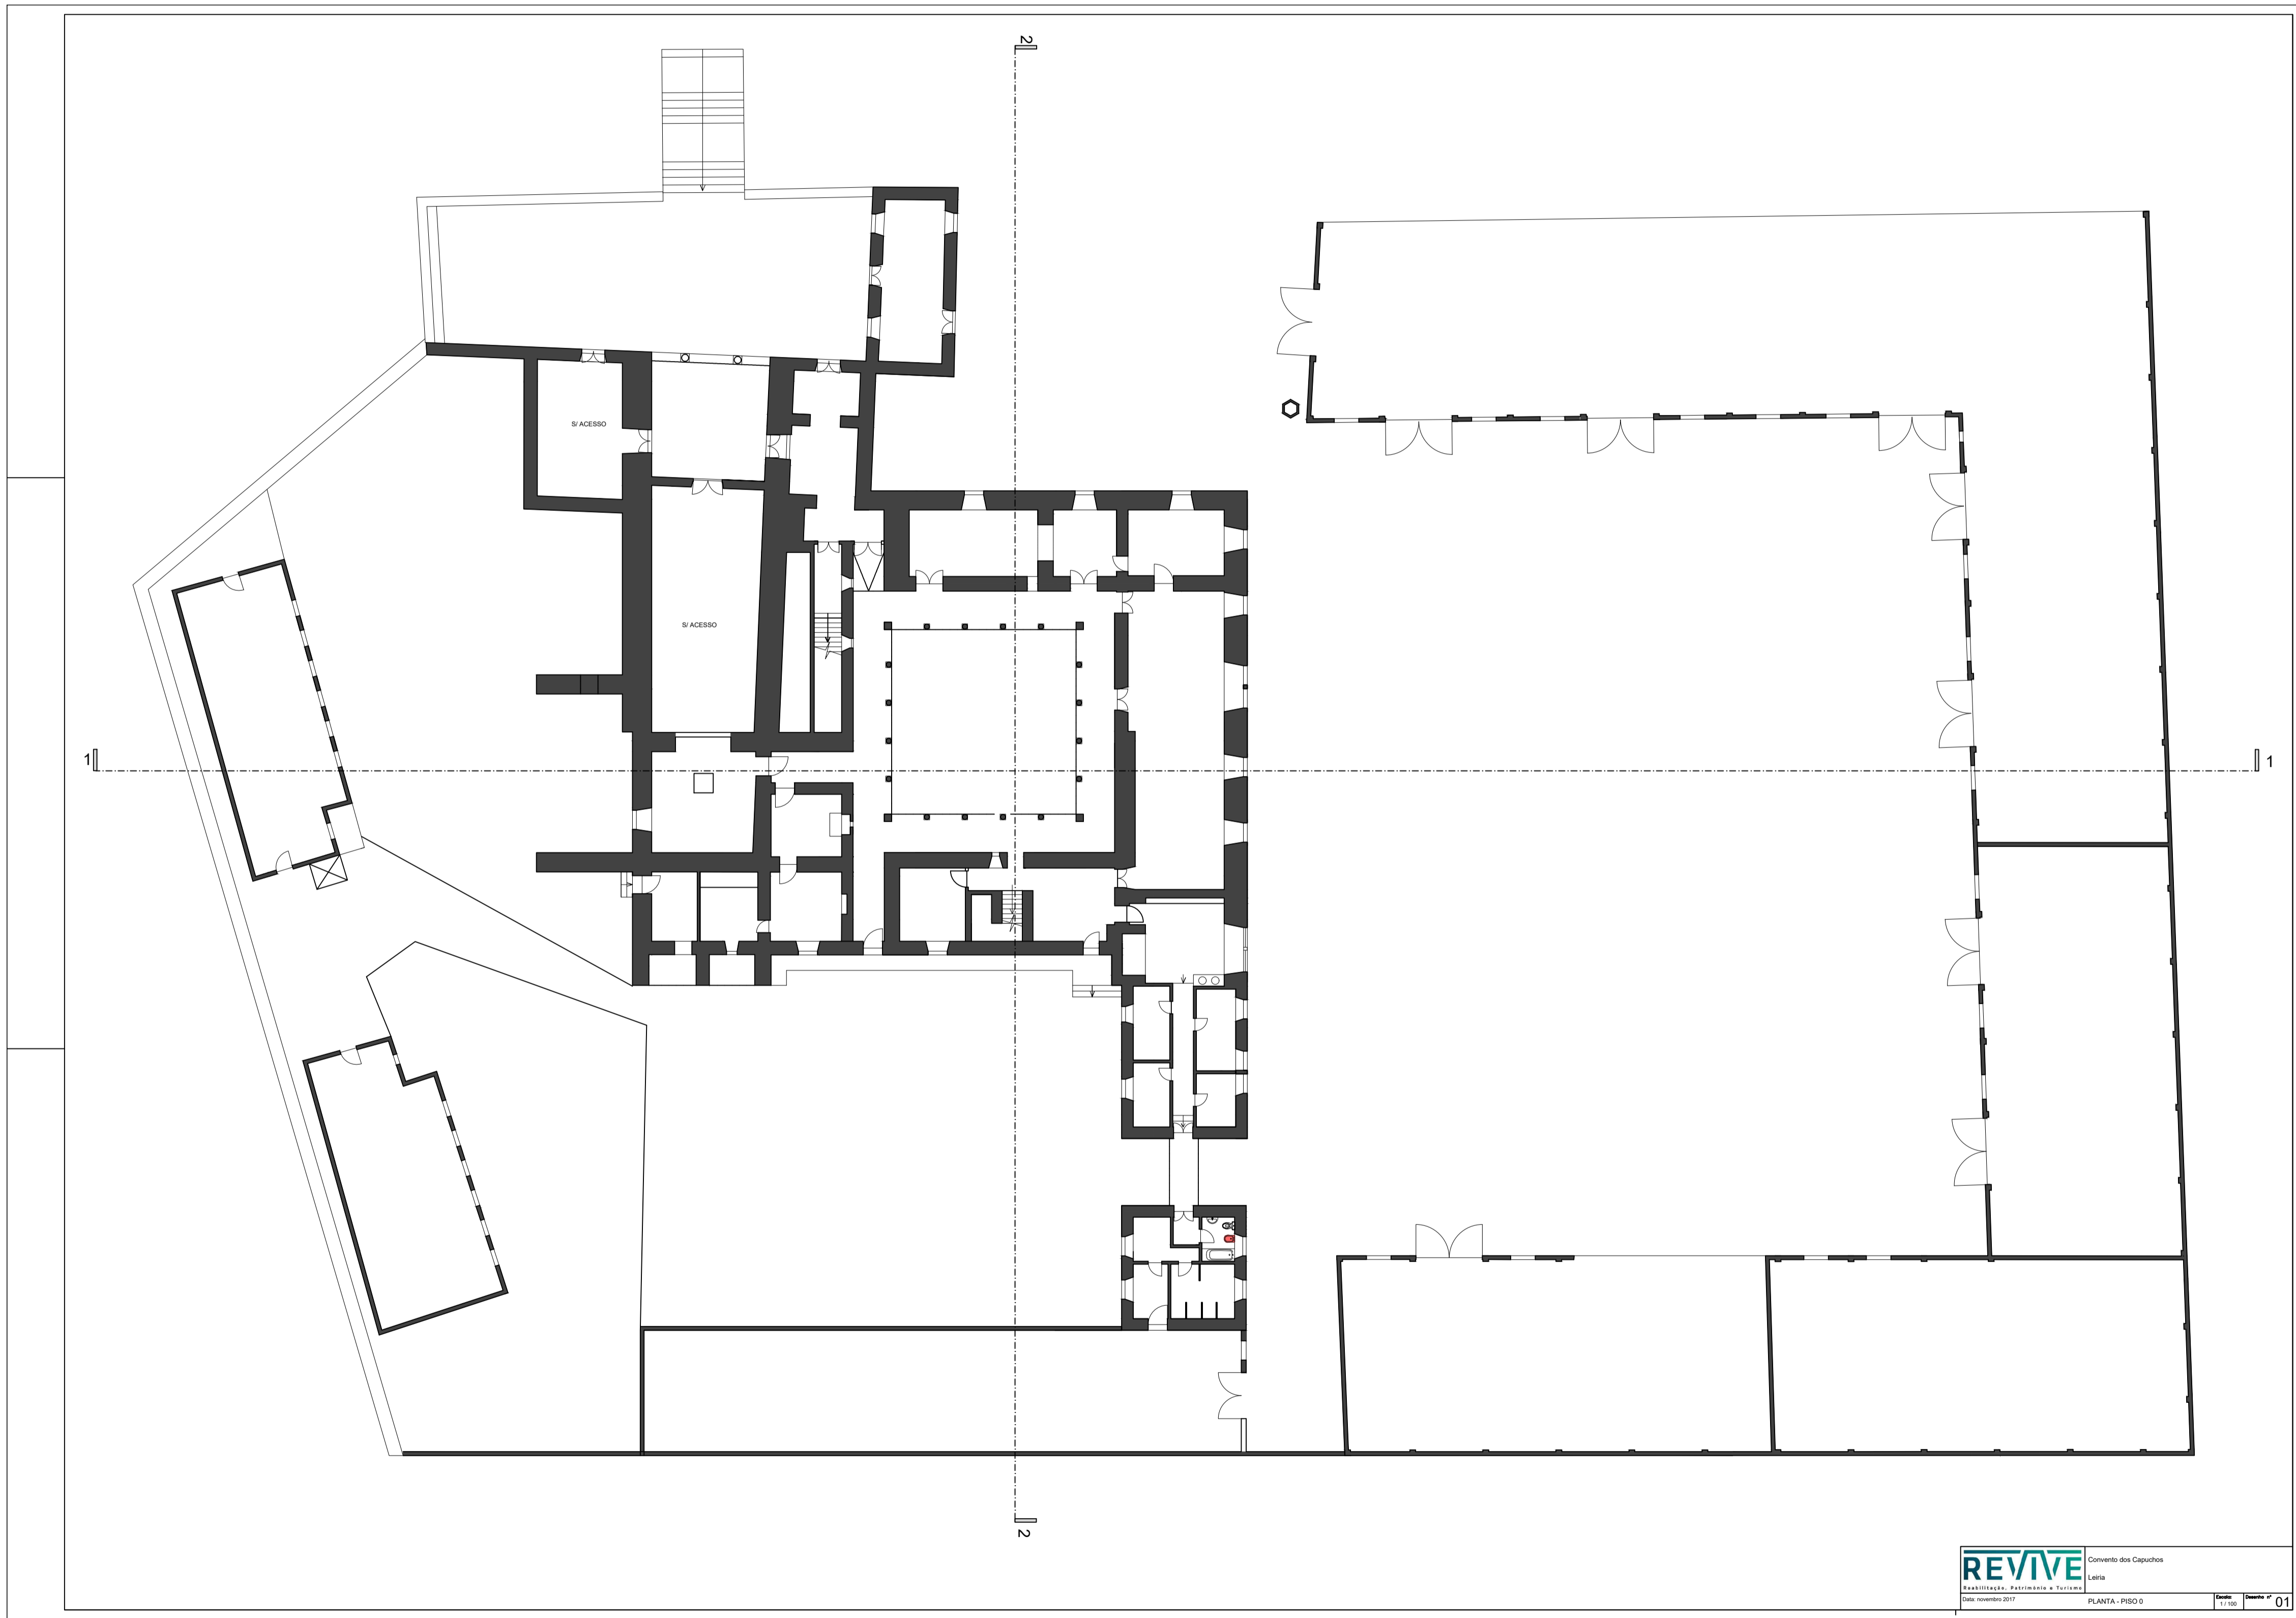 2
S/ ACESSO
S/ ACESSO
1
1
2
REVIVE
Reabilitação, Património e Turismo
Convento dos Capuchos
Leiria
Data: novembro 2017
PLANTA - PISO 0
Escala:
1 / 100
Desenho nº
01